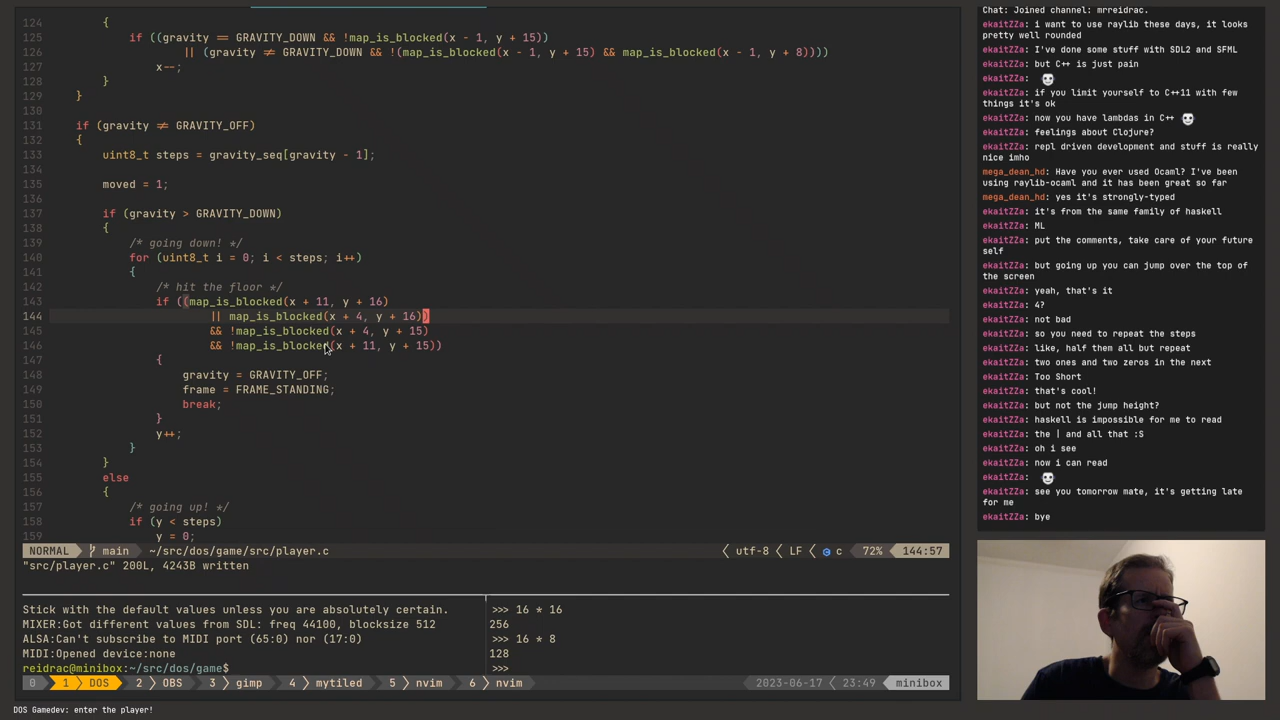 124 {
125 if ((gravity == GRAVITY_DOWN && !map_is_blocked(x - 1, y + 15))
126 || (gravity ≠ GRAVITY_DOWN && !(map_is_blocked(x - 1, y + 15) && map_is_blocked(x - 1, y + 8))))
127 x--;
128 }
129 }
130
131 if (gravity ≠ GRAVITY_OFF)
132 {
133 uint8_t steps = gravity_seq[gravity - 1];
134
135 moved = 1;
136
137 if (gravity > GRAVITY_DOWN)
138 {
139 /* going down! */
140 for (uint8_t i = 0; i < steps; i++)
141 {
142 /* hit the floor */
143 if ((map_is_blocked(x + 11, y + 16)
144 || map_is_blocked(x + 4, y + 16))
145 && !map_is_blocked(x + 4, y + 15)
146 && !map_is_blocked(x + 11, y + 15))
147 {
148 gravity = GRAVITY_OFF;
149 frame = FRAME_STANDING;
150 break;
151 }
152 y++;
153 }
154 }
155 else
156 {
157 /* going up! */
158 if (y < steps)
159 y = 0;
NORMAL main ~/src/dos/game/src/player.c utf-8 LF c 72% 144:57
"src/player.c" 200L, 4243B written
Stick with the default values unless you are absolutely certain.
MIXER:Got different values from SDL: freq 44100, blocksize 512
ALSA:Can't subscribe to MIDI port (65:0) nor (17:0)
MIDI:Opened device:none
reidrac@minibox:~/src/dos/game$
>>> 16 * 16
256
>>> 16 * 8
128
>>>
0 1 DOS 2 OBS 3 gimp 4 mytiled 5 nvim 6 nvim 2023-06-17 23:49 minibox
DOS Gamedev: enter the player!
Chat: Joined channel: mrreidrac.
ekaitZZa: i want to use raylib these days, it looks
pretty well rounded
ekaitZZa: I've done some stuff with SDL2 and SFML
ekaitZZa: but C++ is just pain
ekaitZZa:
ekaitZZa: if you limit yourself to C++11 with few
things it's ok
ekaitZZa: now you have lambdas in C++
ekaitZZa: feelings about Clojure?
ekaitZZa: repl driven development and stuff is really
nice imho
mega_dean_hd: Have you ever used Ocaml? I've been
using raylib-ocaml and it has been great so far
mega_dean_hd: yes it's strongly-typed
ekaitZZa: it's from the same family of haskell
ekaitZZa: ML
ekaitZZa: put the comments, take care of your future
self
ekaitZZa: but going up you can jump over the top of
the screen
ekaitZZa: yeah, that's it
ekaitZZa: 4?
ekaitZZa: not bad
ekaitZZa: so you need to repeat the steps
ekaitZZa: like, half them all but repeat
ekaitZZa: two ones and two zeros in the next
ekaitZZa: Too Short
ekaitZZa: that's cool!
ekaitZZa: but not the jump height?
ekaitZZa: haskell is impossible for me to read
ekaitZZa: the | and all that :S
ekaitZZa: oh i see
ekaitZZa: now i can read
ekaitZZa:
ekaitZZa: see you tomorrow mate, it's getting late
for me
ekaitZZa: bye